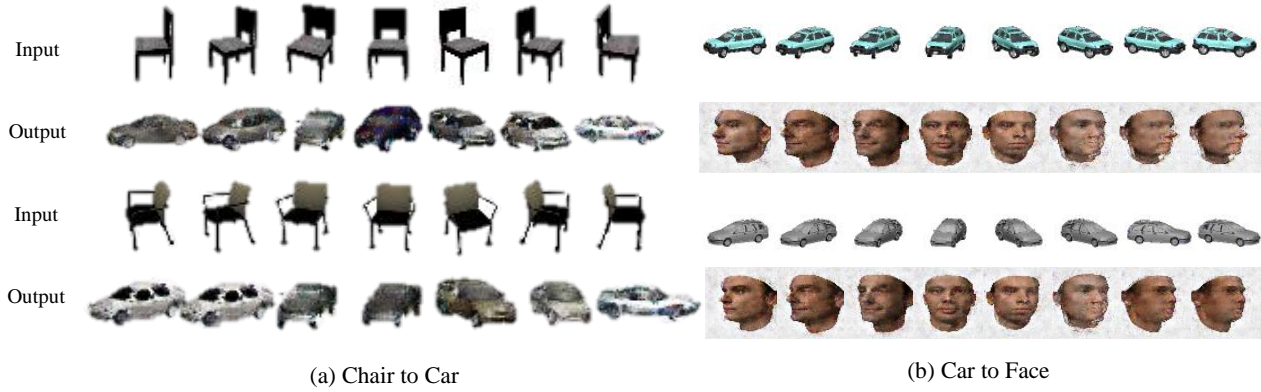 Input
Output
Input
Output
(a) Chair to Car
(b) Car to Face